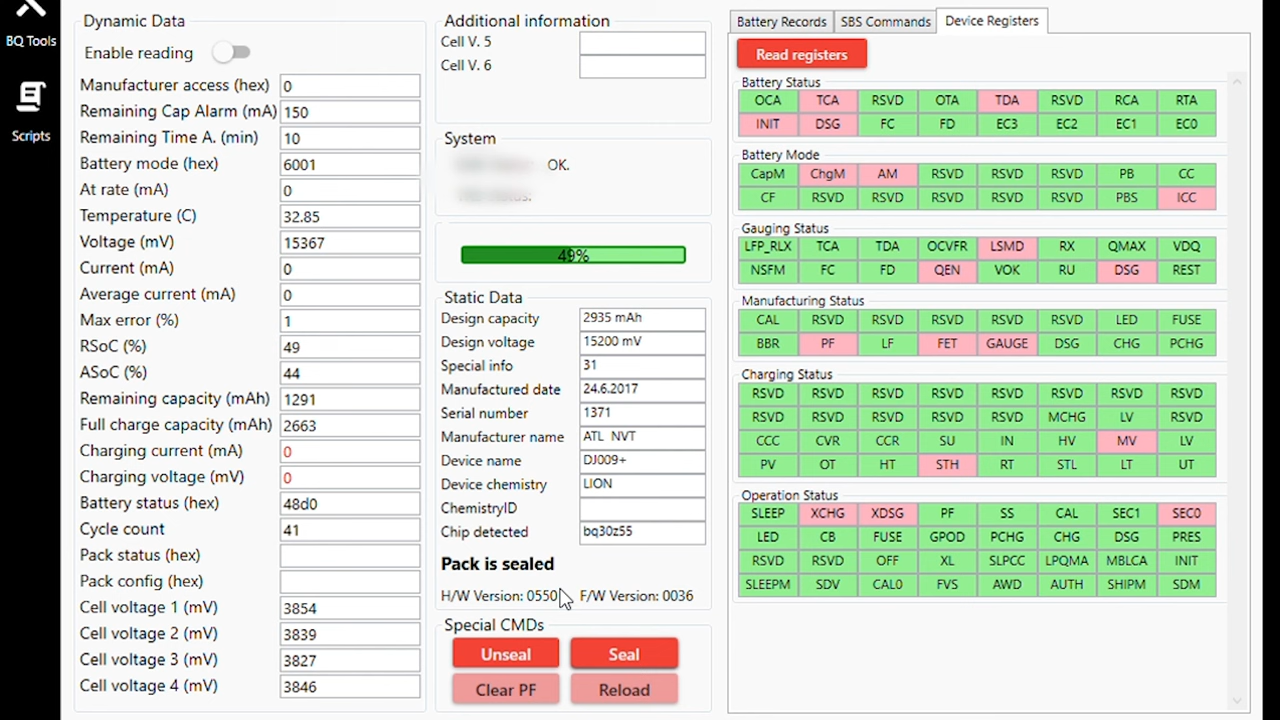 BQ Tools
Scripts
Dynamic Data
Enable reading
Manufacturer access (hex) 0
Remaining Cap Alarm (mA) 150
Remaining Time A. (min) 10
Battery mode (hex) 6001
At rate (mA) 0
Temperature (C) 32.85
Voltage (mV) 15367
Current (mA) 0
Average current (mA) 0
Max error (%) 1
RSoC (%) 49
ASoC (%) 44
Remaining capacity (mAh) 1291
Full charge capacity (mAh) 2663
Charging current (mA) 0
Charging voltage (mV) 0
Battery status (hex) 48d0
Cycle count 41
Pack status (hex)
Pack config (hex)
Cell voltage 1 (mV) 3854
Cell voltage 2 (mV) 3839
Cell voltage 3 (mV) 3827
Cell voltage 4 (mV) 3846
Additional information
Cell V. 5
Cell V. 6
System
OK.
49%
Static Data
Design capacity 2935 mAh
Design voltage 15200 mV
Special info 31
Manufactured date 24.6.2017
Serial number 1371
Manufacturer name ATL NVT
Device name DJ009+
Device chemistry LION
ChemistryID
Chip detected bq30z55
Pack is sealed
H/W Version: 0550 F/W Version: 0036
Special CMDs
Unseal Seal
Clear PF Reload
Battery Records SBS Commands Device Registers
Read registers
Battery Status
OCA TCA RSVD OTA TDA RSVD RCA RTA
INIT DSG FC FD EC3 EC2 EC1 EC0
Battery Mode
CapM ChgM AM RSVD RSVD RSVD PB CC
CF RSVD RSVD RSVD RSVD RSVD PBS ICC
Gauging Status
LFP_RLX TCA TDA OCVFR LSMD RX QMAX VDQ
NSFM FC FD QEN VOK RU DSG REST
Manufacturing Status
CAL RSVD RSVD RSVD RSVD RSVD LED FUSE
BBR PF LF FET GAUGE DSG CHG PCHG
Charging Status
RSVD RSVD RSVD RSVD RSVD RSVD RSVD RSVD
RSVD RSVD RSVD RSVD RSVD MCHG LV RSVD
CCC CVR CCR SU IN HV MV LV
PV OT HT STH RT STL LT UT
Operation Status
SLEEP XCHG XDSG PF SS CAL SEC1 SEC0
LED CB FUSE GPOD PCHG CHG DSG PRES
RSVD RSVD OFF XL SLPCC LPQMA MBLCA INIT
SLEEPM SDV CAL0 FVS AWD AUTH SHIPM SDM